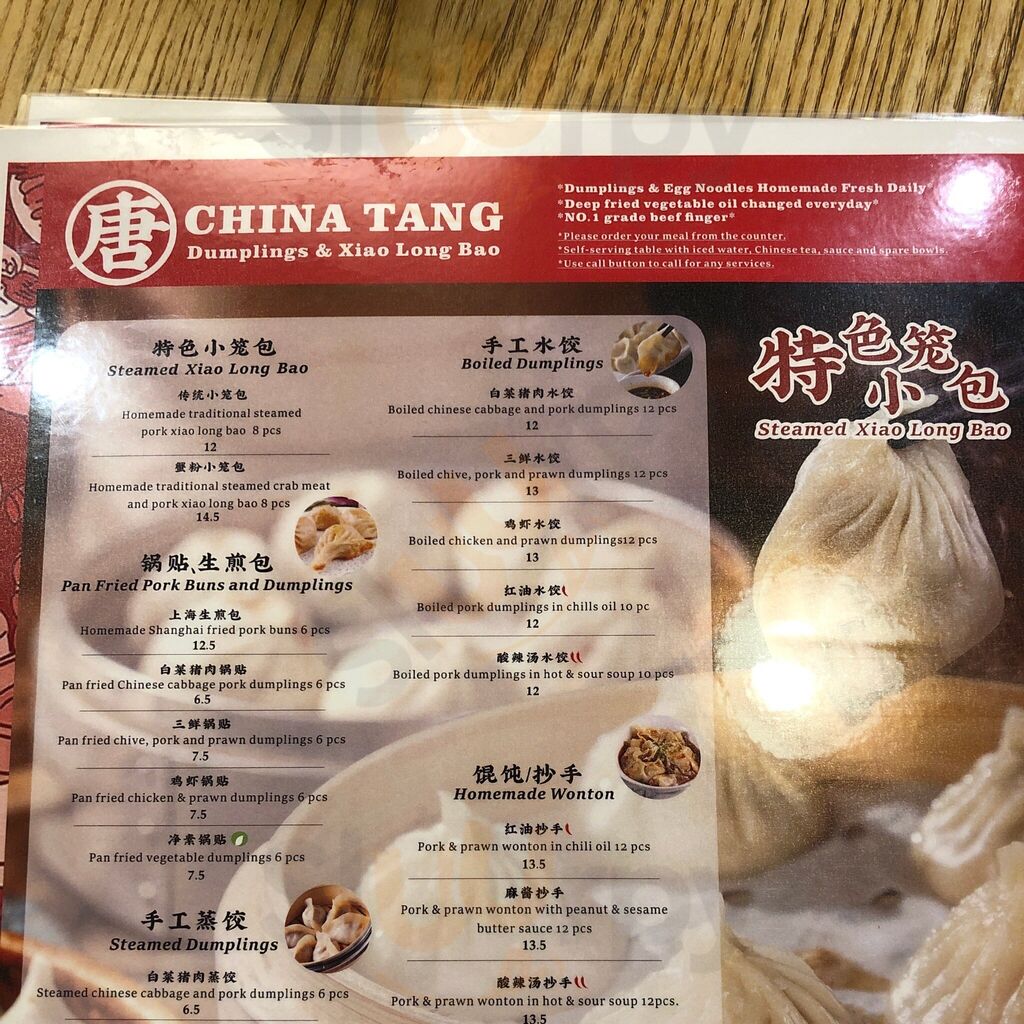 唐 CHINA TANG
Dumplings & Xiao Long Bao
*Dumplings & Egg Noodles Homemade Fresh Daily*
*Deep fried vegetable oil changed everyday*
*NO.1 grade beef finger*
*Please order your meal from the counter.
*Self-serving table with iced water, Chinese tea, sauce and spare bowls.
*Use call button to call for any services.
特色小笼包
Steamed Xiao Long Bao
传统小笼包
Homemade traditional steamed
pork xiao long bao 8 pcs
12
蟹粉小笼包
Homemade traditional steamed crab meat
and pork xiao long bao 8 pcs
14.5
锅贴、生煎包
Pan Fried Pork Buns and Dumplings
上海生煎包
Homemade Shanghai fried pork buns 6 pcs
12.5
白菜猪肉锅贴
Pan fried Chinese cabbage pork dumplings 6 pcs
6.5
三鲜锅贴
Pan fried chive, pork and prawn dumplings 6 pcs
7.5
鸡虾锅贴
Pan fried chicken & prawn dumplings 6 pcs
7.5
净素锅贴
Pan fried vegetable dumplings 6 pcs
7.5
手工蒸饺
Steamed Dumplings
白菜猪肉蒸饺
Steamed chinese cabbage and pork dumplings 6 pcs
6.5
手工水饺
Boiled Dumplings
白菜猪肉水饺
Boiled chinese cabbage and pork dumplings 12 pcs
12
三鲜水饺
Boiled chive, pork and prawn dumplings 12 pcs
13
鸡虾水饺
Boiled chicken and prawn dumplings12 pcs
13
红油水饺
Boiled pork dumplings in chills oil 10 pc
12
酸辣汤水饺
Boiled pork dumplings in hot & sour soup 10 pcs
12
馄饨/抄手
Homemade Wonton
红油抄手
Pork & prawn wonton in chili oil 12 pcs
13.5
麻酱抄手
Pork & prawn wonton with peanut & sesame
butter sauce 12 pcs
13.5
酸辣汤抄手
Pork & prawn wonton in hot & sour soup 12pcs.
13.5
特色小笼包
Steamed Xiao Long Bao